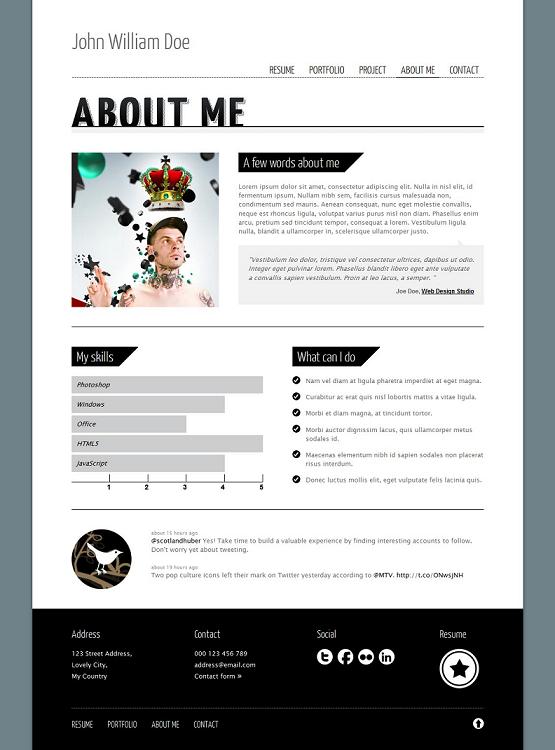 John William Doe
RESUME PORTFOLIO PROJECT ABOUT ME CONTACT
ABOUT ME
A few words about me
Lorem ipsum dolor sit amet, consectetur adipiscing elit. Nulla in nisl elit, id
fermentum ipsum. Nullam nibh sem, facilisis cursus malesuada non,
condimentum sed mauris. Aenean consequat, nunc eget molestie convallis,
neque est rhoncus ligula, volutpat varius purus nisl non diam. Phasellus enim
arcu, pretium sed tincidunt tempor, consequat a lorem. Vestibulum ligula
nulla, blandit a ullamcorper in, scelerisque ullamcorper justo.
"Vestibulum leo dolor, tristique vel consectetur ultricies, dapibus ut odio.
Integer eget pulvinar lorem. Phasellus blandit libero eget ante vulputate
a convallis sapien vestibulum. Proin at leo lacus, a semper. "
Joe Doe, Web Design Studio
My skills
Photoshop
Windows
Office
HTML5
JavaScript
1 2 3 4 5
What can I do
Nam vel diam at ligula pharetra imperdiet at eget magna.
Curabitur ac erat quis nisl lobortis mattis a vitae ligula.
Morbi et diam magna, at tincidunt tortor.
Morbi auctor dignissim lacus, quis ullamcorper metus
sodales id.
Maecenas elementum nibh id sapien sodales non placerat
risus interdum.
Donec luctus mollis elit, eget vulputate felis lacinia quis.
about 15 hours ago
@scotlandhuber Yes! Take time to build a valuable experience by finding interesting accounts to follow.
Don't worry yet about tweeting.
about 19 hours ago
Two pop culture icons left their mark on Twitter yesterday according to @MTV. http://t.co/ONwsjNH
Address Contact Social Resume
123 Street Address, 000 123 456 789
Lovely City, address@email.com
My Country Contact form »
RESUME PORTFOLIO ABOUT ME CONTACT